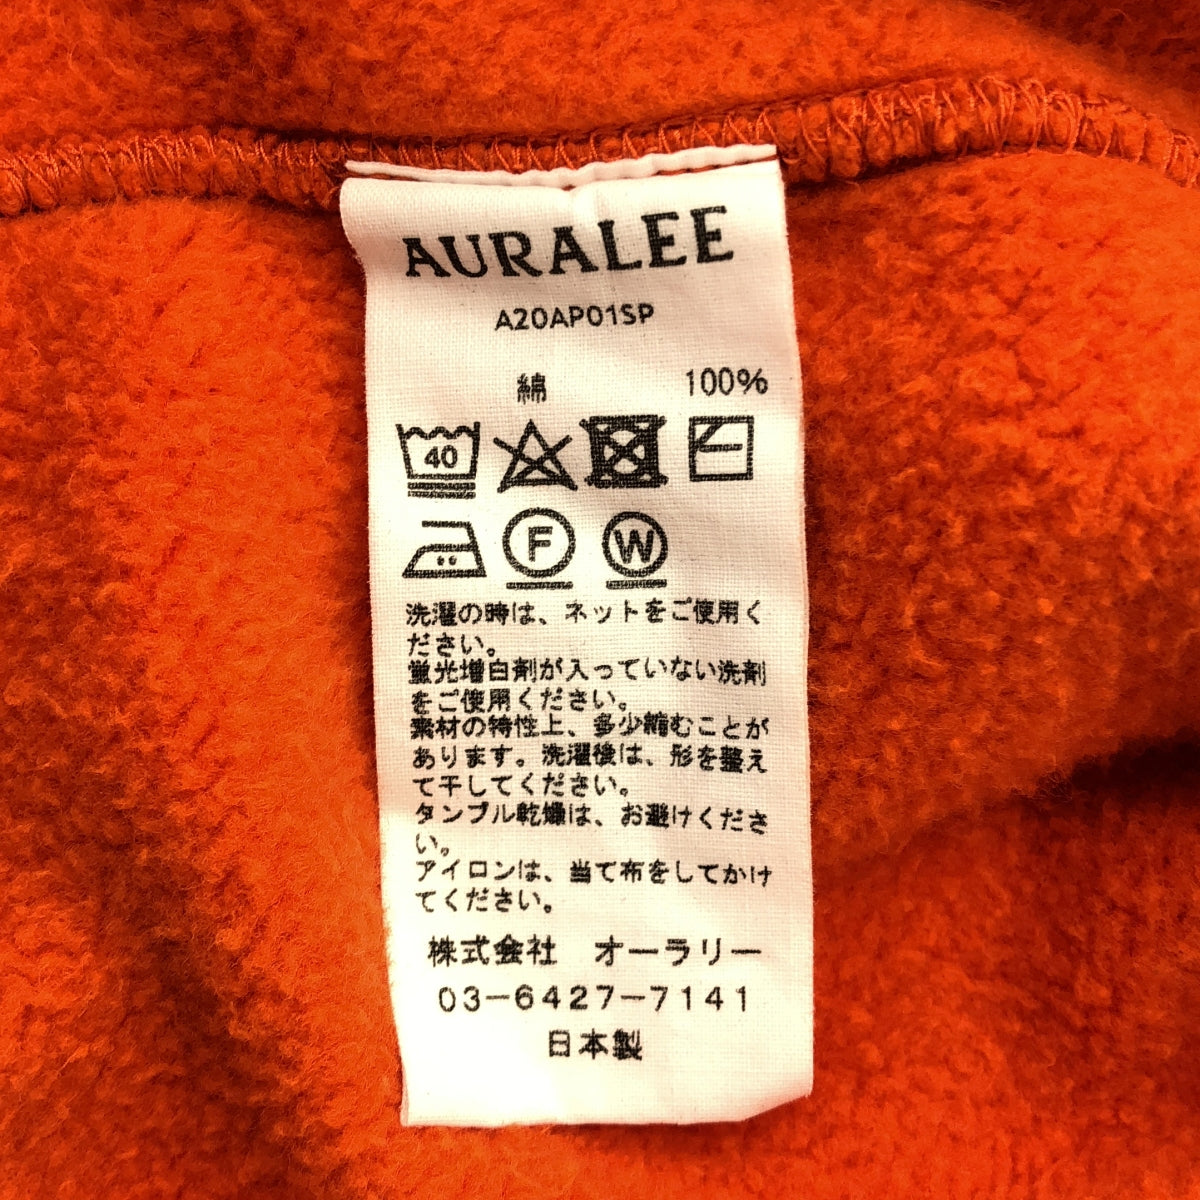 AURALEE
A20AP01SP
綿 100%
40
F W
洗濯の時は、ネットをご使用く
ださい。
蛍光増白剤が入っていない洗剤
をご使用ください。
素材の特性上、多少縮むことが
あります。洗濯後は、形を整え
て干してください。
タンブル乾燥は、お避けくださ
い。
アイロンは、当て布をしてかけ
てください。
株式会社 オーラリー
03-6427-7141
日本製